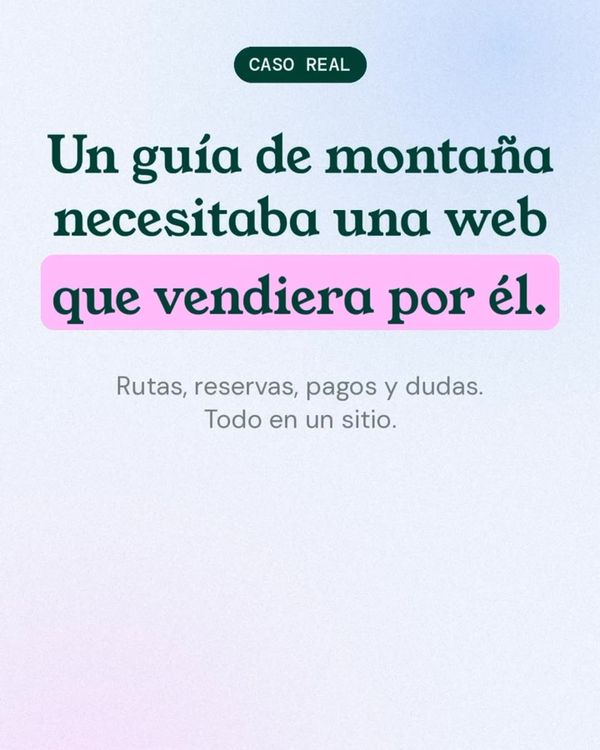 CASO REAL
Un guía de montaña
necesitaba una web
que vendiera por él.
Rutas, reservas, pagos y dudas.
Todo en un sitio.